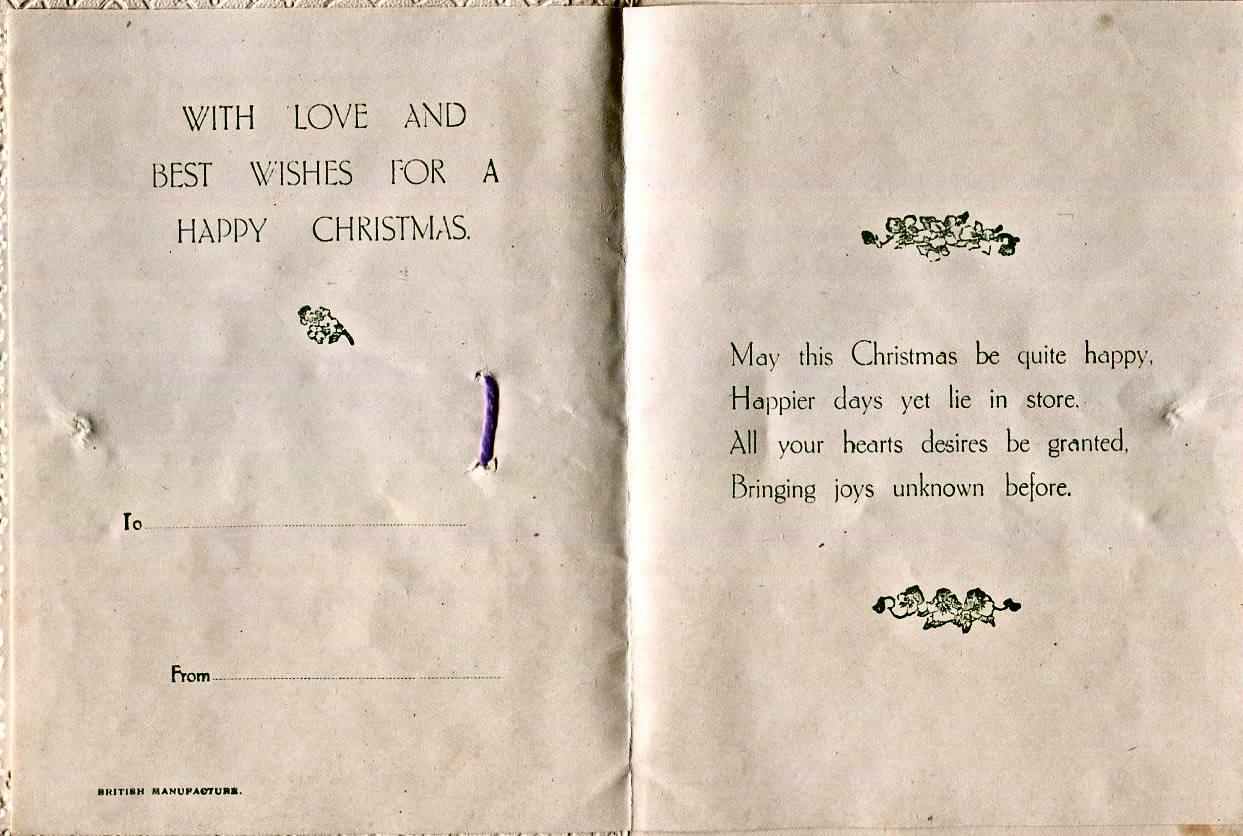 WITH LOVE AND
BEST WISHES FOR A
HAPPY CHRISTMAS.
To
From
BRITISH MANUFACTURE.
May this Christmas be quite happy,
Happier days yet lie in store.
All your hearts desires be granted,
Bringing joys unknown before.